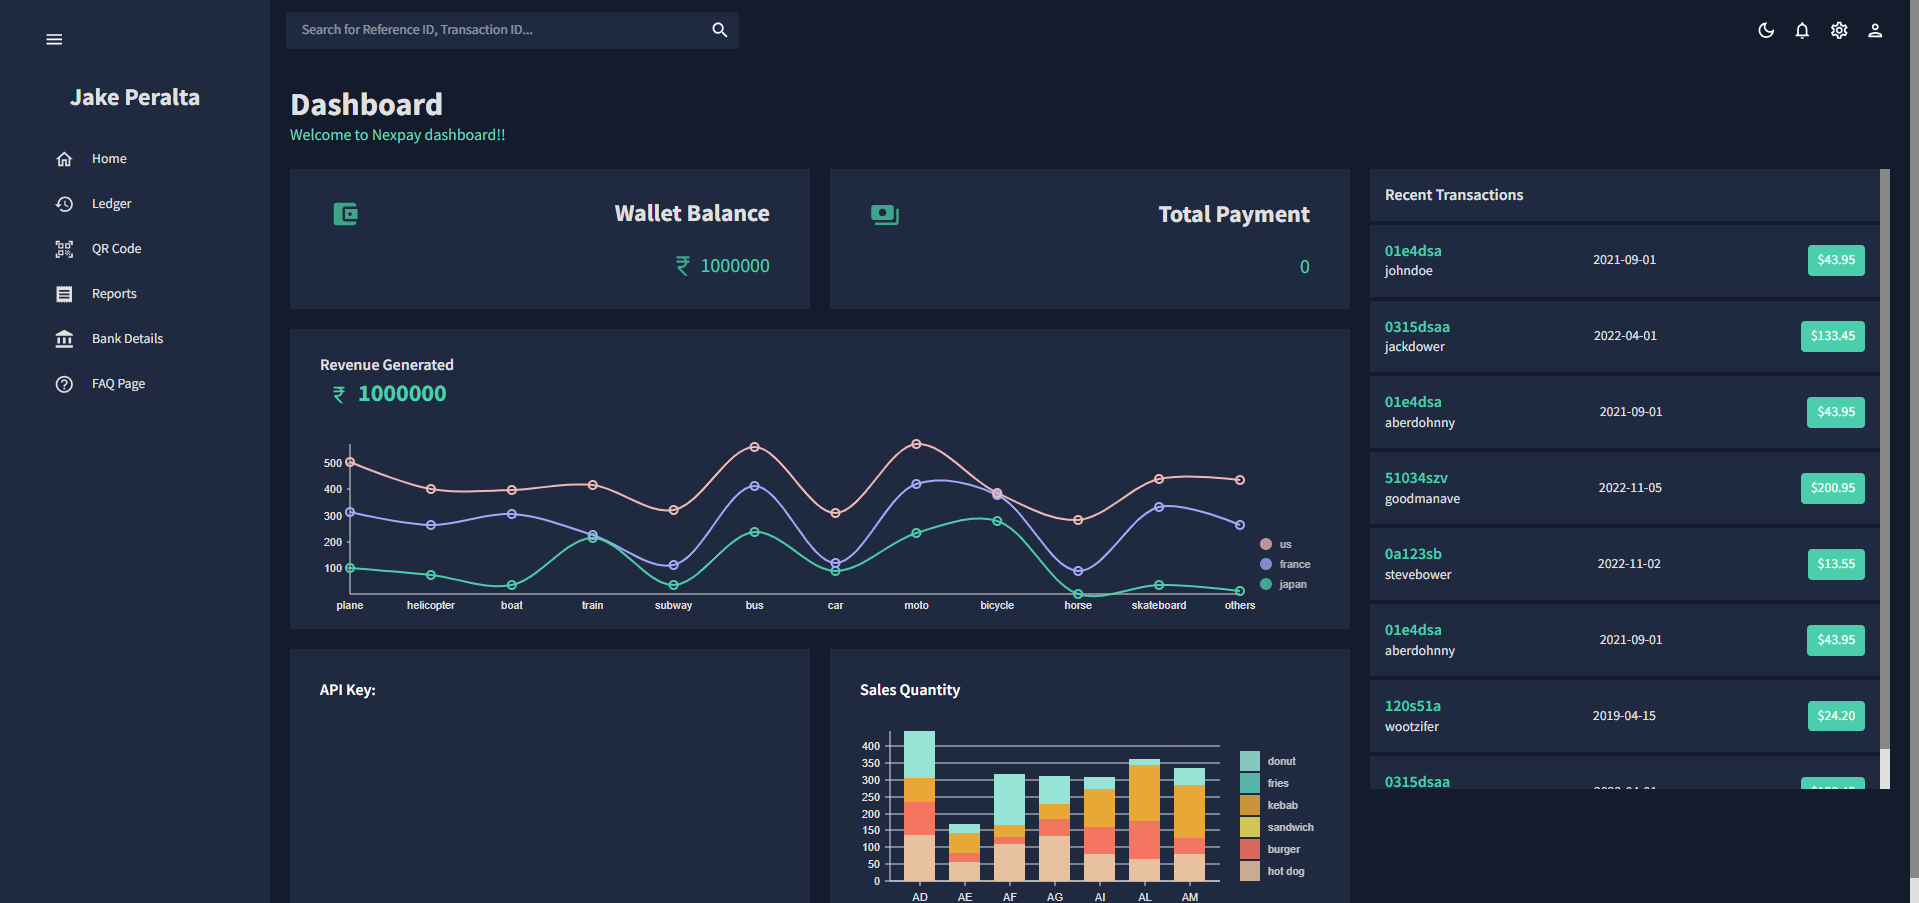 Search for Reference ID, Transaction ID...
Jake Peralta
Home
Ledger
QR Code
Reports
Bank Details
FAQ Page
Dashboard
Welcome to Nexpay dashboard!!
Wallet Balance
₹ 1000000
Total Payment
0
Revenue Generated
₹ 1000000
500
400
300
200
100
plane helicopter boat train subway bus car moto bicycle horse skateboard others
us
france
japan
API Key:
Sales Quantity
400
350
300
250
200
150
100
50
0
AD AE AF AG AI AL AM
donut
fries
kebab
sandwich
burger
hot dog
Recent Transactions
01e4dsa
johndoe
2021-09-01
$43.95
0315dsaa
jackdower
2022-04-01
$133.45
01e4dsa
aberdohnny
2021-09-01
$43.95
51034szv
goodmanave
2022-11-05
$200.95
0a123sb
stevebower
2022-11-02
$13.55
01e4dsa
aberdohnny
2021-09-01
$43.95
120s51a
wootzifer
2019-04-15
$24.20
0315dsaa